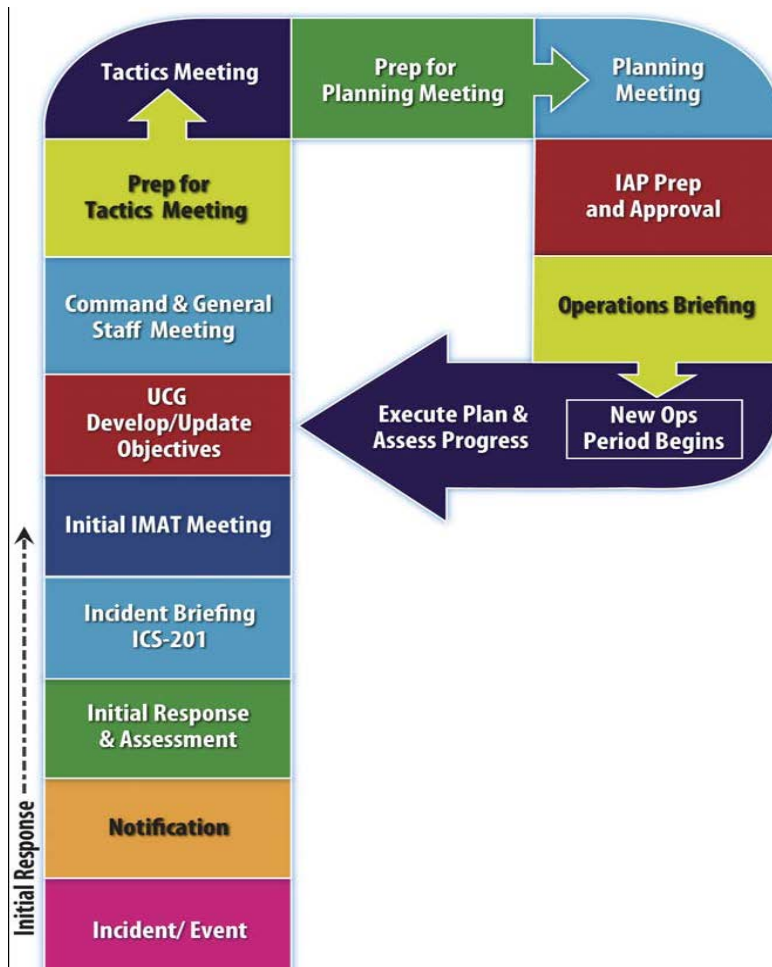 Tactics Meeting
Prep for
Planning Meeting
Planning
Meeting
Prep for
Tactics Meeting
IAP Prep
and Approval
Command & General
Staff Meeting
Operations Briefing
UCG
Develop/Update
Objectives
Execute Plan &
Assess Progress
New Ops
Period Begins
Initial IMAT Meeting
Incident Briefing
ICS-201
Initial Response
& Assessment
Notification
Incident/ Event
Initial Response